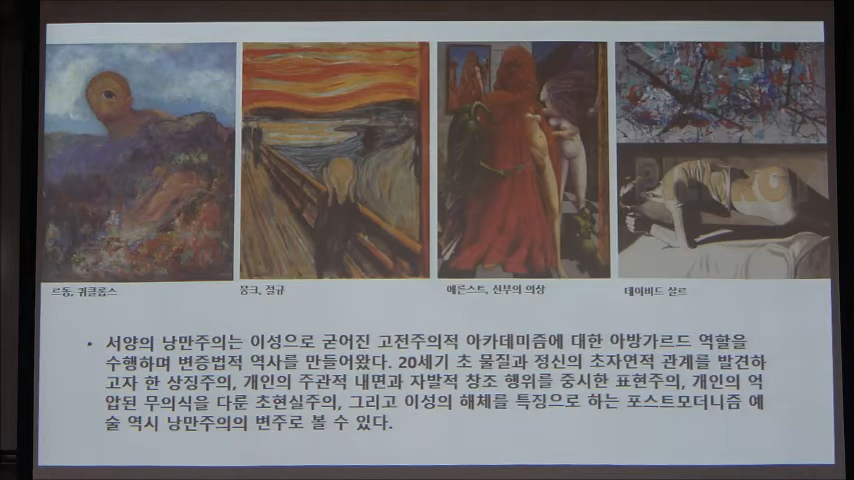 르동, 퀴클롭스
뭉크, 절규
에른스트, 신부의 의상
데이비드 살르
• 서양의 낭만주의는 이성으로 굳어진 고전주의적 아카데미즘에 대한 아방가르드 역할을
수행하며 변증법적 역사를 만들어왔다. 20세기 초 물질과 정신의 초자연적 관계를 발견하
고자 한 상징주의, 개인의 주관적 내면과 자발적 창조 행위를 중시한 표현주의, 개인의 억
압된 무의식을 다룬 초현실주의, 그리고 이성의 해체를 특징으로 하는 포스트모더니즘 예
술 역시 낭만주의의 변주로 볼 수 있다.